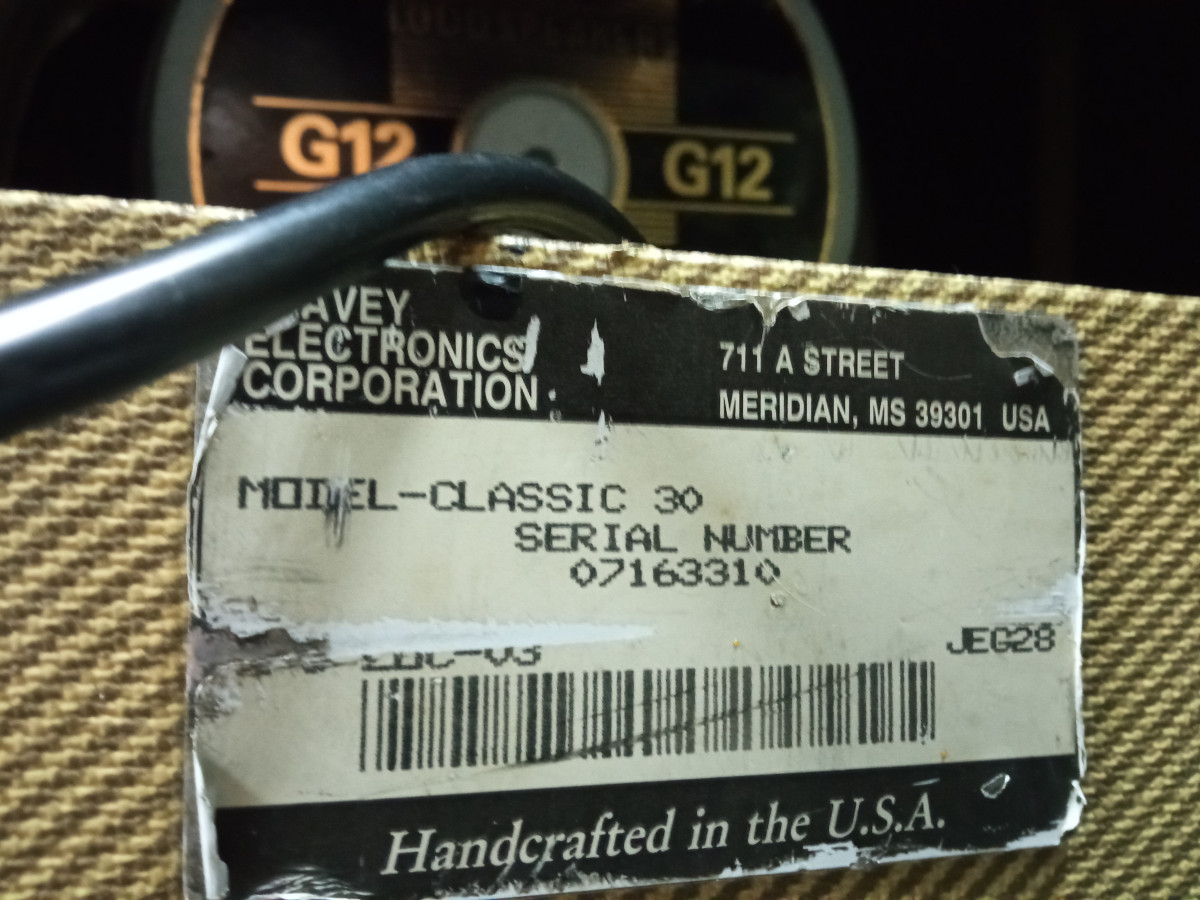 G12 G12
ELECTRONICS
CORPORATION
711 A STREET
MERIDIAN, MS 39301 USA
MODEL-CLASSIC 30
SERIAL NUMBER
07163310
JEG28
Handcrafted in the U.S.A.